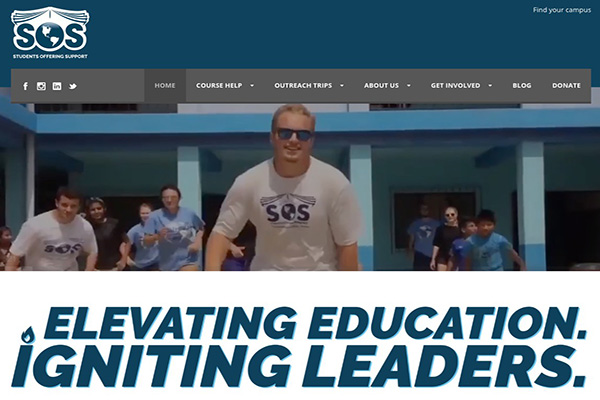 Find your campus
SOS
STUDENTS OFFERING SUPPORT
HOME COURSE HELP OUTREACH TRIPS ABOUT US GET INVOLVED BLOG DONATE
SOS
SOS
ELEVATING EDUCATION.
IGNITING LEADERS.